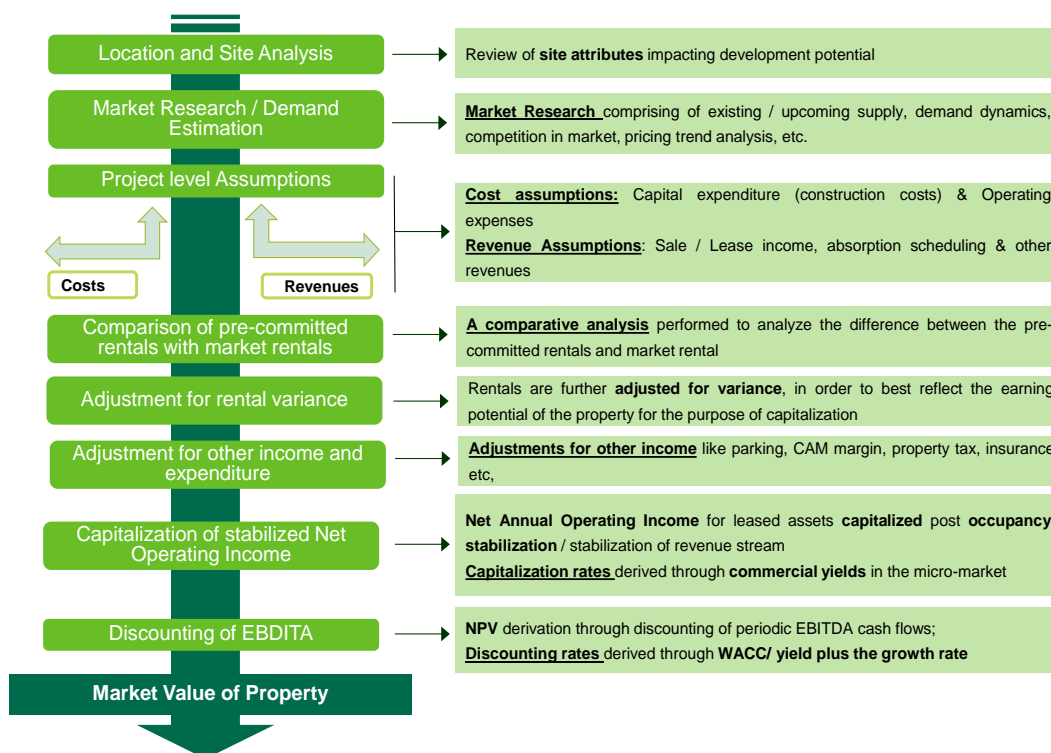 Location and Site Analysis
Review of site attributes impacting development potential
Market Research / Demand
Estimation
Market Research comprising of existing / upcoming supply, demand dynamics,
competition in market, pricing trend analysis, etc.
Project level Assumptions
Costs
Revenues
Cost assumptions: Capital expenditure (construction costs) & Operating
expenses
Revenue Assumptions: Sale / Lease income, absorption scheduling & other
revenues
Comparison of pre-committed
rentals with market rentals
A comparative analysis performed to analyze the difference between the pre-
committed rentals and market rental
Adjustment for rental variance
Rentals are further adjusted for variance, in order to best reflect the earning
potential of the property for the purpose of capitalization
Adjustment for other income and
expenditure
Adjustments for other income like parking, CAM margin, property tax, insurance
etc,
Capitalization of stabilized Net
Operating Income
Net Annual Operating Income for leased assets capitalized post occupancy
stabilization / stabilization of revenue stream
Capitalization rates derived through commercial yields in the micro-market
Discounting of EBDITA
NPV derivation through discounting of periodic EBITDA cash flows;
Discounting rates derived through WACC/ yield plus the growth rate
Market Value of Property